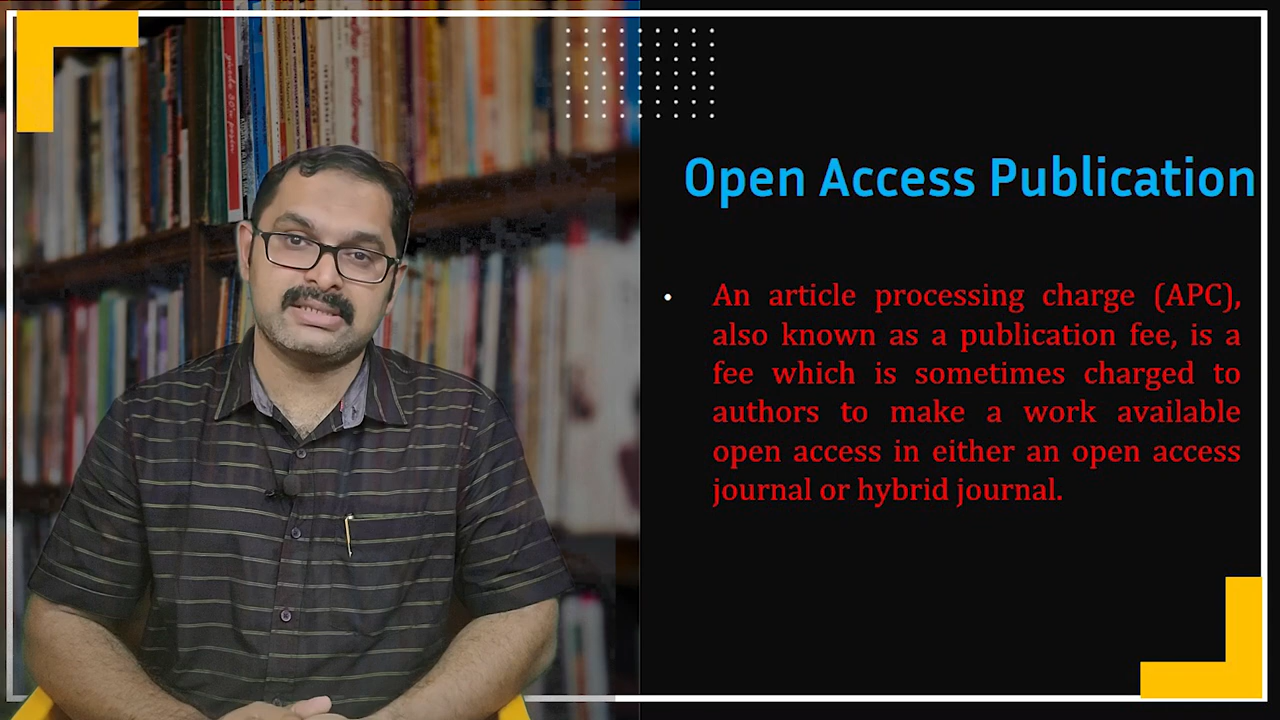 Open Access Publication
• An article processing charge (APC),
also known as a publication fee, is a
fee which is sometimes charged to
authors to make a work available
open access in either an open access
journal or hybrid journal.